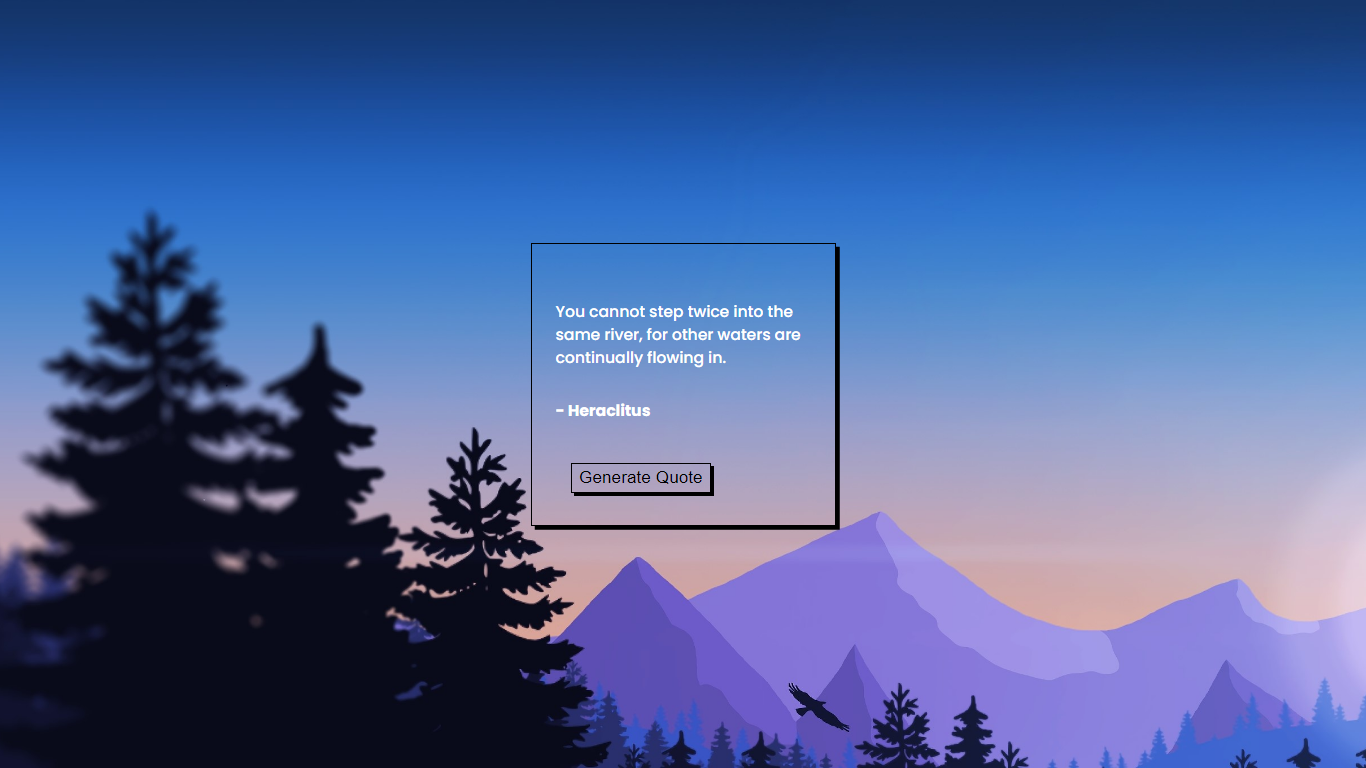 You cannot step twice into the
same river, for other waters are
continually flowing in.
- Heraclitus
Generate Quote